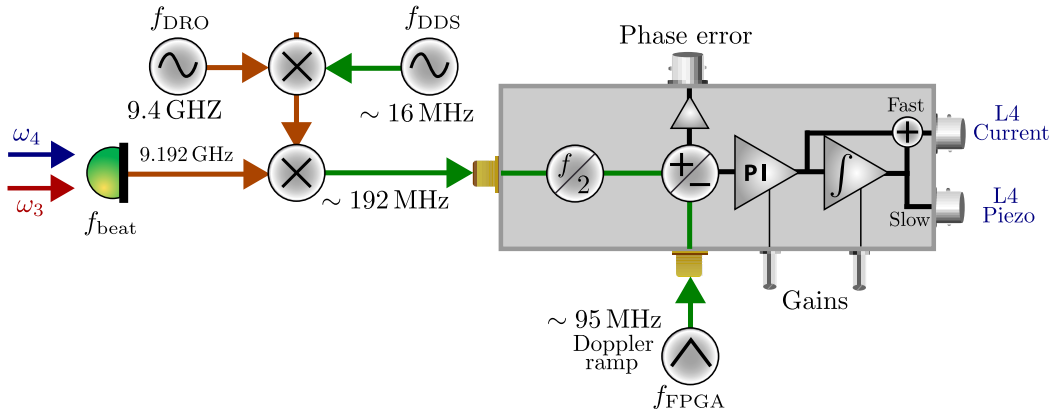 f_DRO
f_DDS
9.4 GHZ
∼ 16 MHz
Phase error
Fast
L4
Current
ω_4
9.192 GHz
f/2
+
−
PI
∫
+
ω_3
∼ 192 MHz
f_beat
Slow
L4
Piezo
Gains
∼ 95 MHz
Doppler
ramp
f_FPGA